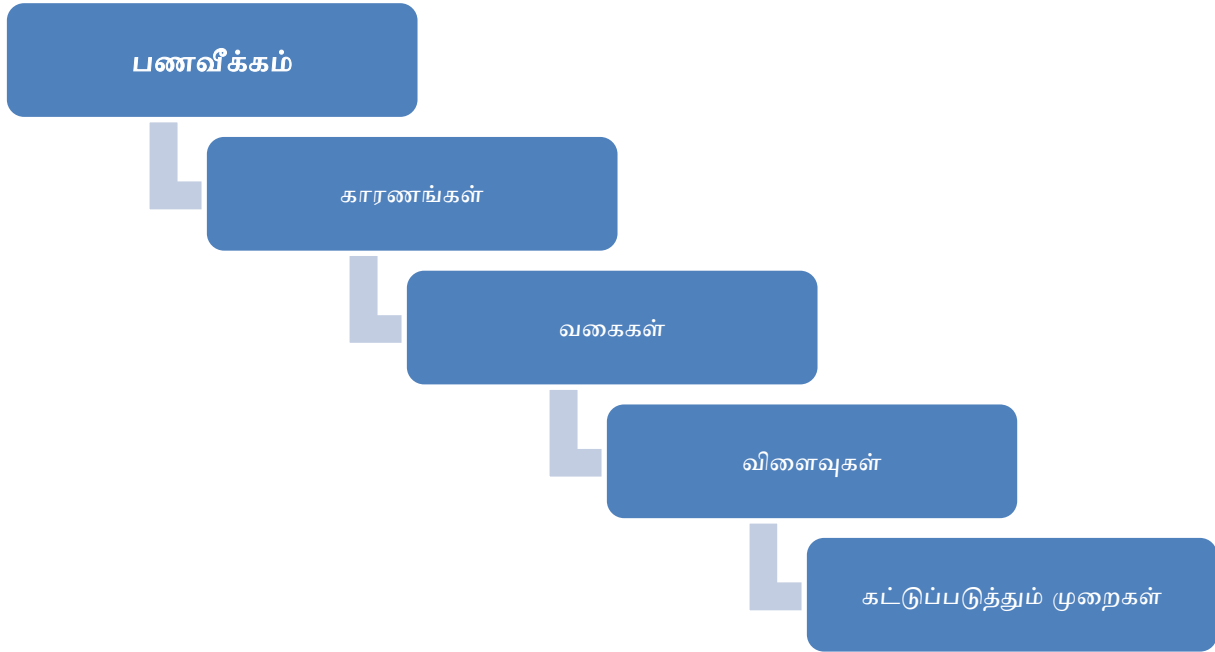 பணவீக்கம்
காரணங்கள்
வகைகள்
விளைவுகள்
கட்டுப்படுத்தும் முறைகள்